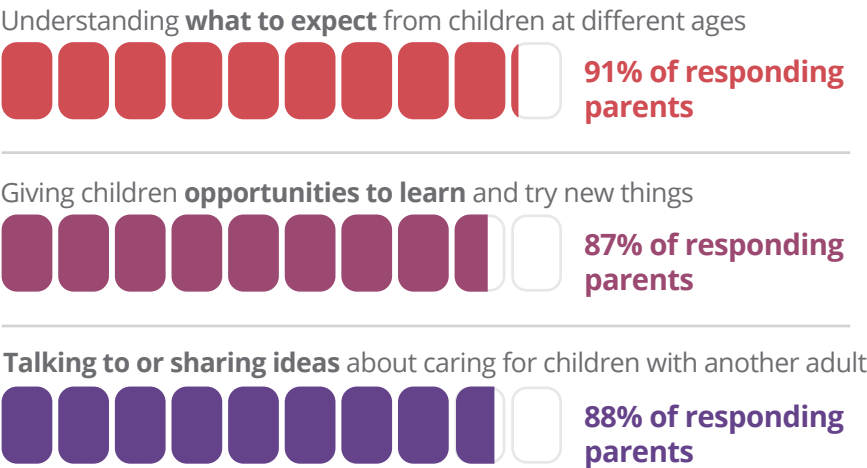 Understanding what to expect from children at different ages
91% of responding
parents
Giving children opportunities to learn and try new things
87% of responding
parents
Talking to or sharing ideas about caring for children with another adult
88% of responding
parents